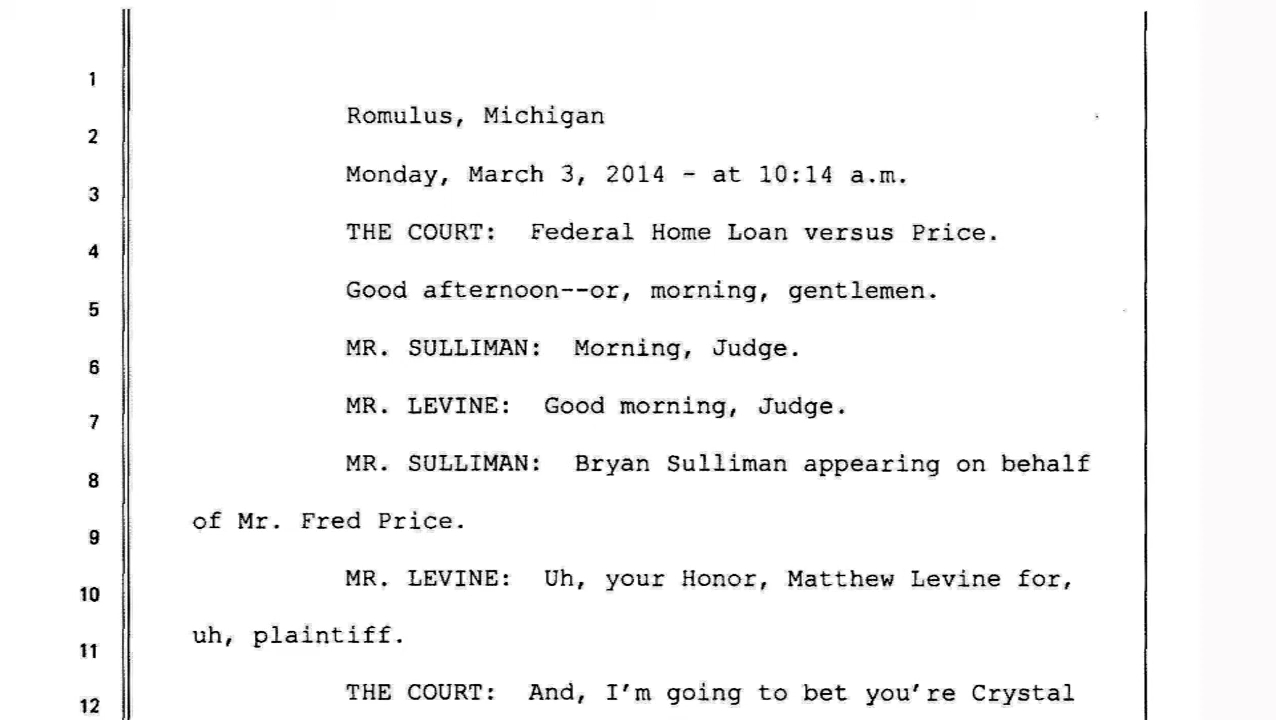 1
Romulus, Michigan
2
Monday, March 3, 2014 - at 10:14 a.m.
3
THE COURT: Federal Home Loan versus Price.
4
Good afternoon--or, morning, gentlemen.
5
MR. SULLIMAN: Morning, Judge.
6
MR. LEVINE: Good morning, Judge.
7
MR. SULLIMAN: Bryan Sulliman appearing on behalf
8
of Mr. Fred Price.
9
MR. LEVINE: Uh, your Honor, Matthew Levine for,
10
uh, plaintiff.
11
THE COURT: And, I'm going to bet you're Crystal
12